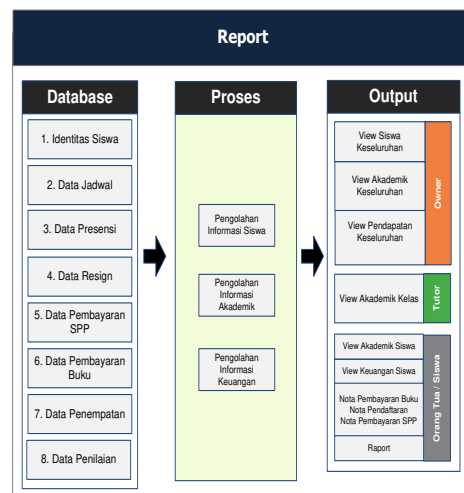 Report
Database
1. Identitas Siswa
2. Data Jadwal
3. Data Presensi
4. Data Resign
5. Data Pembayaran
SPP
6. Data Pembayaran
Buku
7. Data Penempatan
8. Data Penilaian
Proses
Pengolahan
Informasi Siswa
Pengolahan
Informasi
Akademik
Pengolahan
Informasi
Keuangan
Output
View Siswa
Keseluruhan
View Akademik
Keseluruhan
View Pendapatan
Keseluruhan
Owner
View Akademik Kelas
Tutor
View Akademik Siswa
View Keuangan Siswa
Nota Pembayaran Buku
Nota Pendaftaran
Nota Pembayaran SPP
Raport
Orang Tua / Siswa